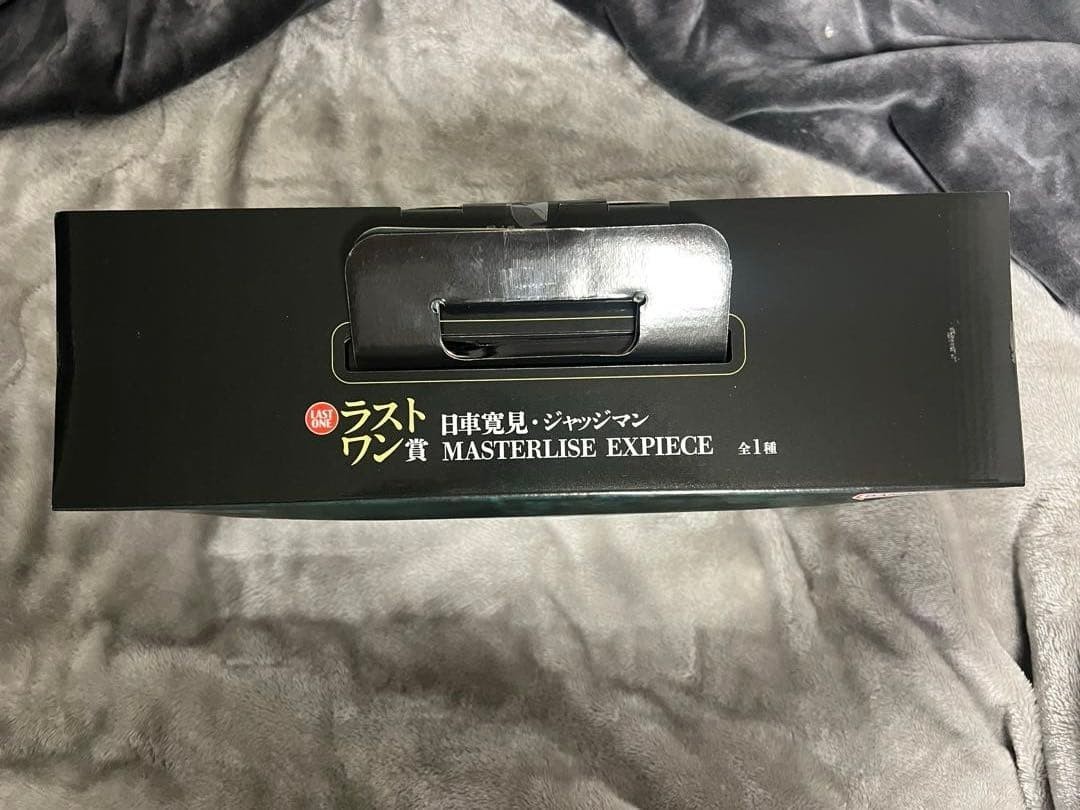 LAST
ONE
ラスト
ワン賞
日車寛見・ジャッジマン
MASTERLISE EXPIECE 全1種